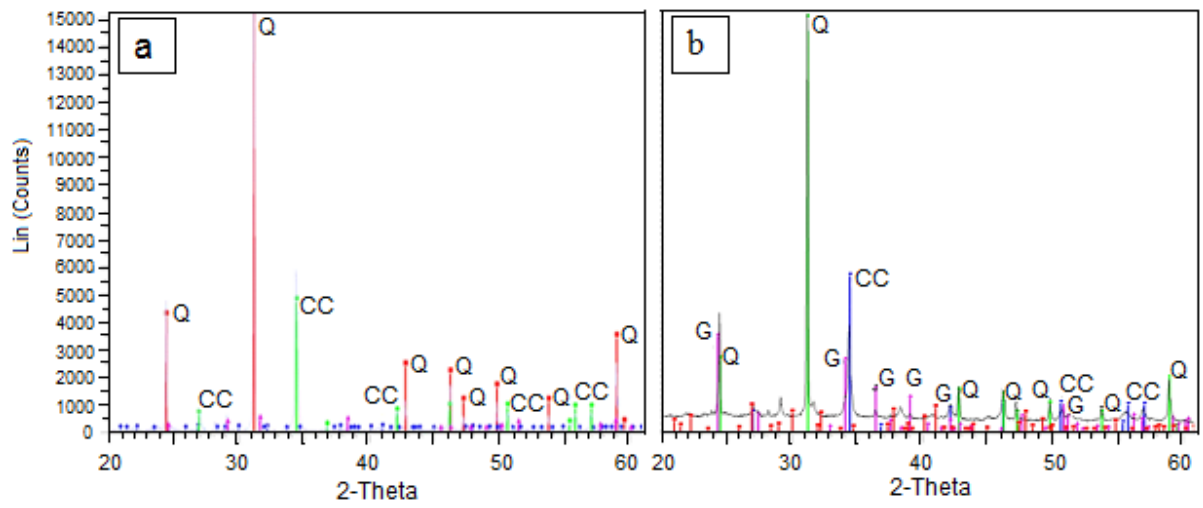 a
Lin (Counts)
15000
14000
13000
12000
11000
10000
9000
8000
7000
6000
5000
4000
3000
2000
1000
0
Q
Q
CC
CC
CC
Q
Q
Q
Q
CC
Q
CC
Q
20 30 40 50 60
2-Theta
b
Q
G
Q
G
CC
G
G
G
Q
Q
Q
CC
G
Q
CC
Q
20 30 40 50 60
2-Theta